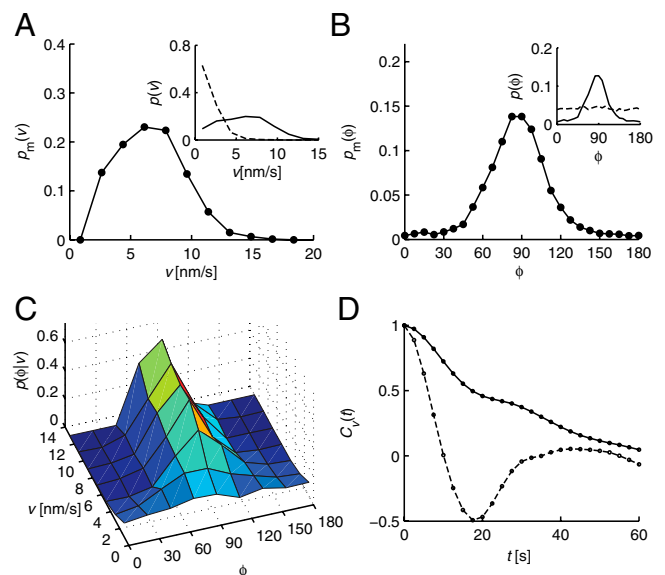 A
p_m(v)
0.4
0.3
0.2
0.1
0
0 5 10 15 20
v [nm/s]
p(v)
0.8
0.4
0
0 5 10 15
v[nm/s]
B
p_m(ϕ)
0.15
0.1
0.05
0
0 30 60 90 120 150 180
ϕ
p(ϕ)
0.2
0.1
0
0 90 180
ϕ
C
p(ϕ|v)
0.6
0.4
0.2
0
14
12
10
8
6
4
2
0
v [nm/s]
0 30 60 90 120 150 180
ϕ
D
C_v(t)
1
0.5
0
−0.5
0 20 40 60
t [s]